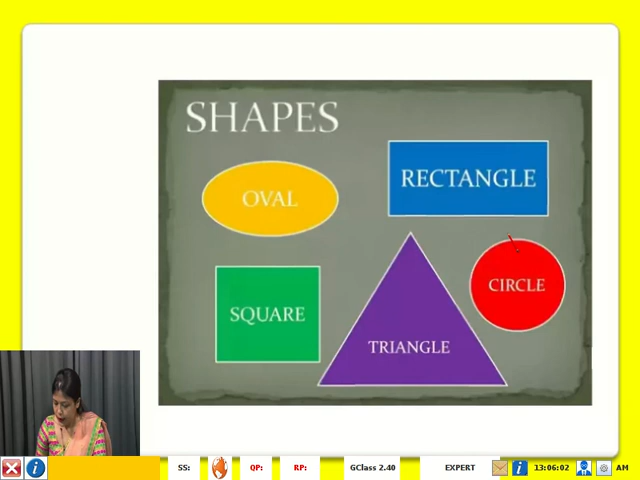 SHAPES
RECTANGLE
OVAL
CIRCLE
SQUARE
TRIANGLE
SS: QP: RP: GClass 2.40 EXPERT 13:06:02 AM